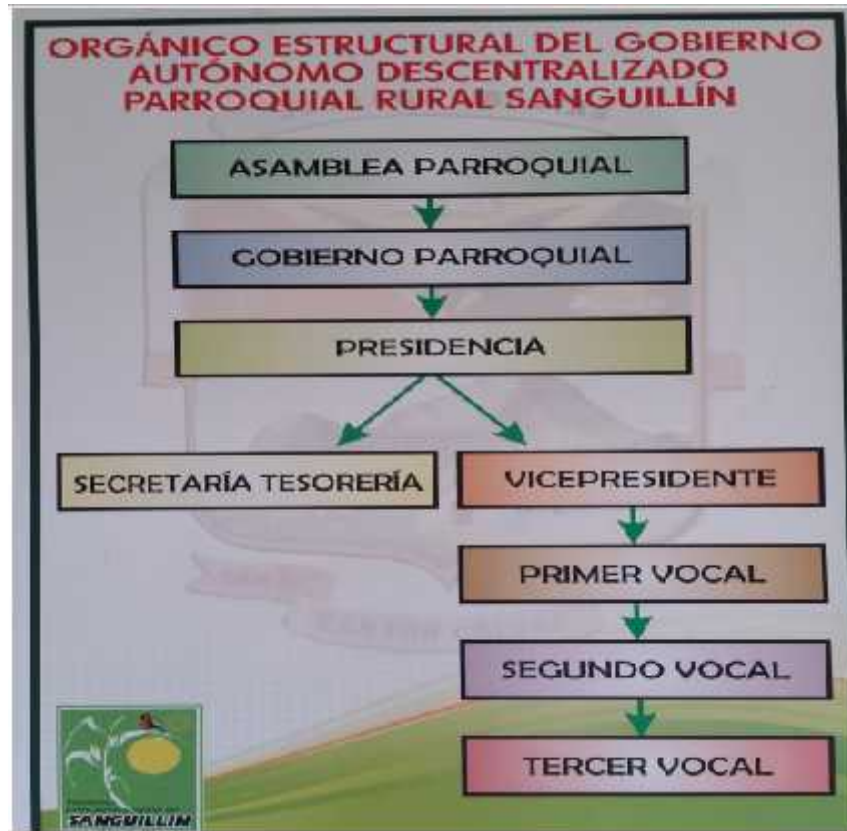 ORGÁNICO ESTRUCTURAL DEL GOBIERNO
AUTÓNOMO DESCENTRALIZADO
PARROQUIAL RURAL SANGUILLÍN
ASAMBLEA PARROQUIAL
GOBIERNO PARROQUIAL
PRESIDENCIA
SECRETARÍA TESORERÍA
VICEPRESIDENTE
PRIMER VOCAL
SEGUNDO VOCAL
TERCER VOCAL
SANGUILLIN